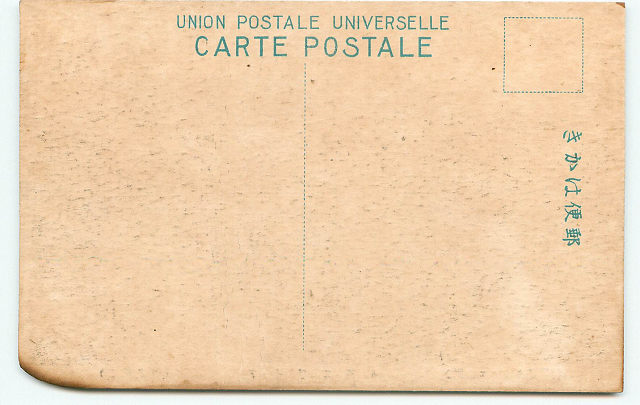 UNION POSTALE UNIVERSELLE
CARTE POSTALE
郵便はかき